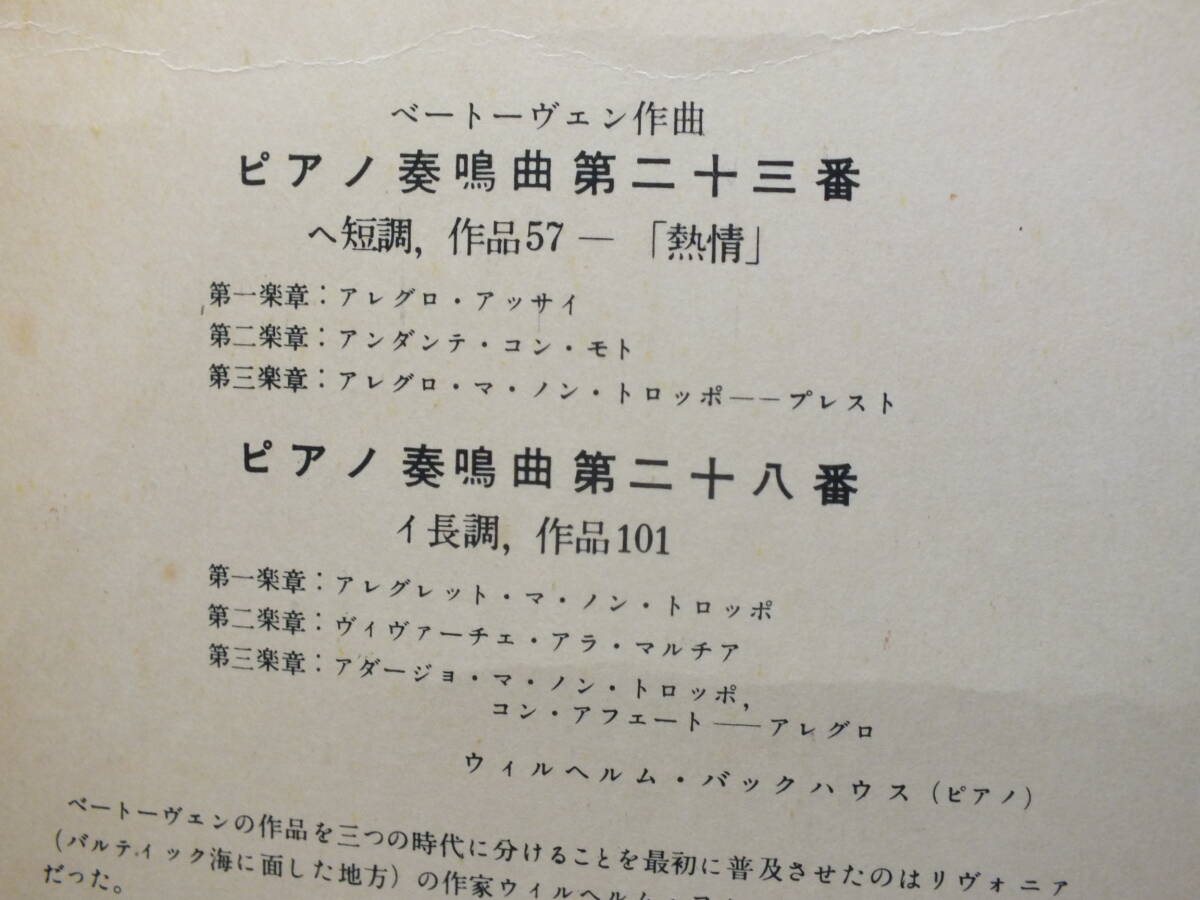 ベートーヴェン作曲
ピアノ奏鳴曲第二十三番
ヘ短調, 作品57 ― 「熱情」
第一楽章: アレグロ・アッサイ
第二楽章: アンダンテ・コン・モト
第三楽章: アレグロ・マ・ノン・トロッポ――プレスト
ピアノ奏鳴曲第二十八番
イ長調, 作品101
第一楽章: アレグレット・マ・ノン・トロッポ
第二楽章: ヴィヴァーチェ・アラ・マルチア
第三楽章: アダージョ・マ・ノン・トロッポ,
コン・アフェート――アレグロ
ウィルヘルム・バックハウス (ピアノ)
ベートーヴェンの作品を三つの時代に分けることを最初に普及させたのはリヴォニア
(バルティック海に面した地方) の作家ウィルヘルム・
だった。